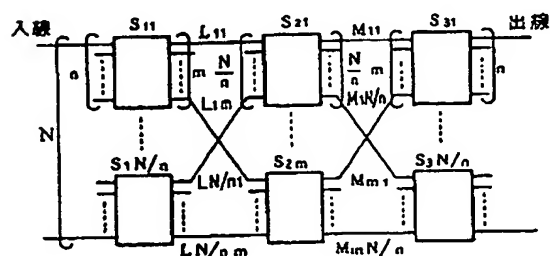 入線 S11 L11 S21 M11 S31 出線
n m N/n N/n m n
L1m M1N/n
N
S1N/n LN/n1 S2m Mm1 S3N/n
LN/nm MmN/n